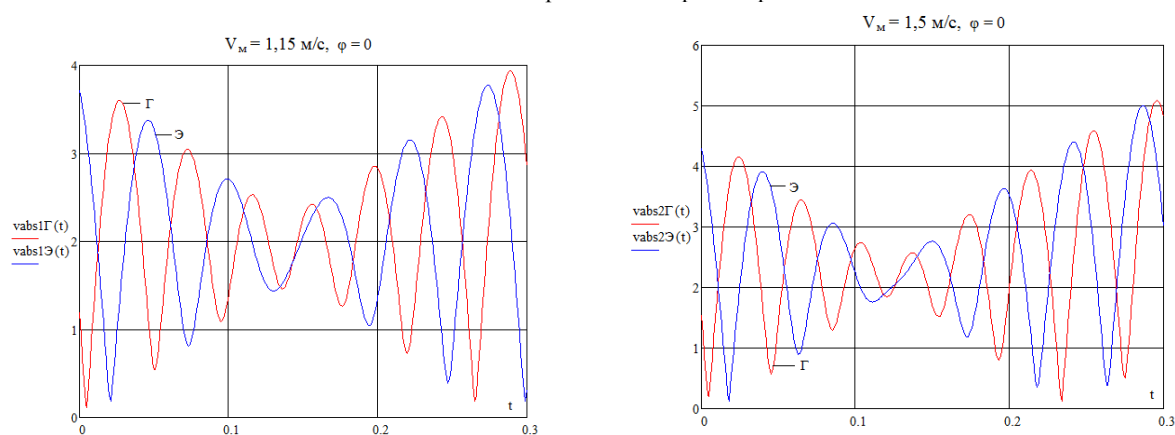 Vм = 1,15 м/с, φ = 0
4
3
2
1
0
0
0.1
0.2
0.3
vabs1Г(t)
vabs1Э(t)
Г
Э
t
Vм = 1,5 м/с, φ = 0
6
5
4
3
2
1
0
0
0.1
0.2
0.3
vabs2Г(t)
vabs2Э(t)
Э
Г
t